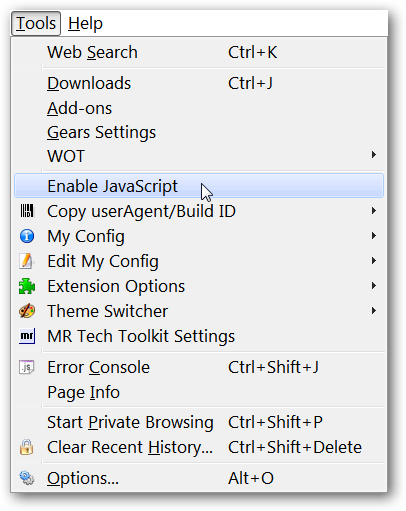 Tools Help
Web Search Ctrl+K
Downloads Ctrl+J
Add-ons
Gears Settings
WOT
Enable JavaScript
Copy userAgent/Build ID
My Config
Edit My Config
Extension Options
Theme Switcher
mr MR Tech Toolkit Settings
JS Error Console Ctrl+Shift+J
Page Info
Start Private Browsing Ctrl+Shift+P
Clear Recent History... Ctrl+Shift+Delete
Options... Alt+O